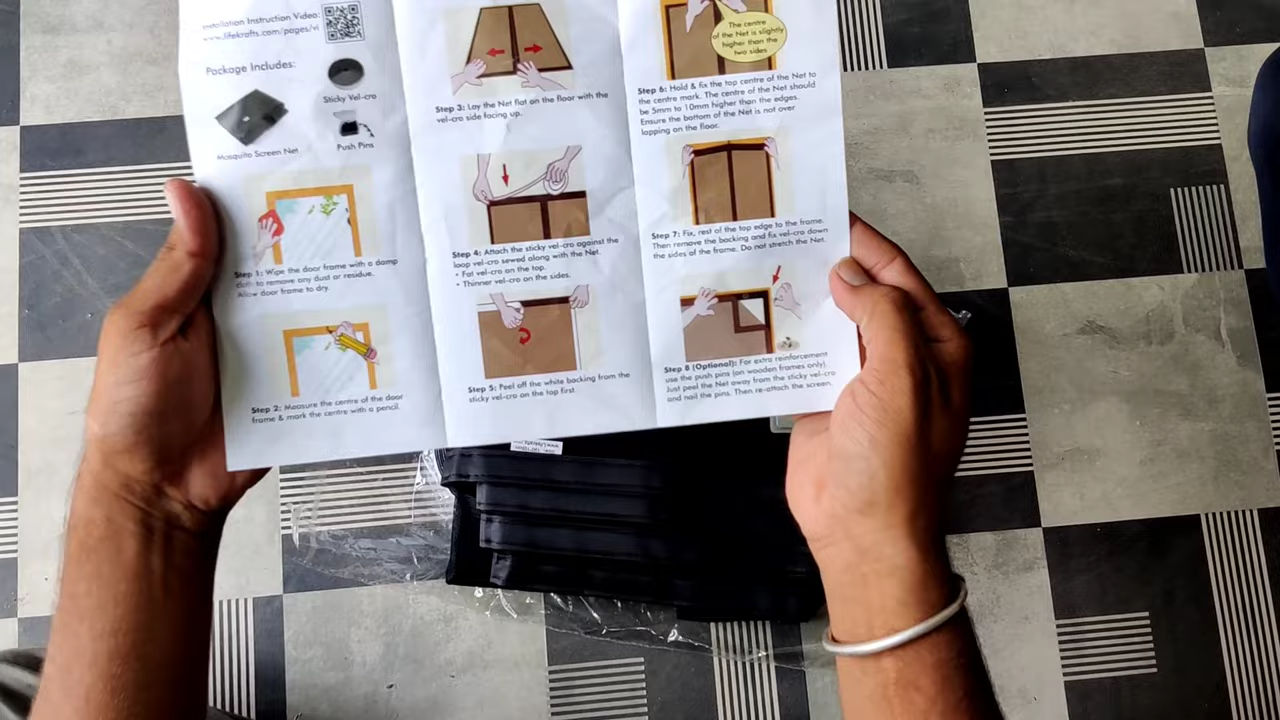 Installation Instruction Video:
www.lifekrafts.com/pages/vi
Package Includes:
Sticky Vel-cro
Mosquito Screen Net
Push Pins
Step 1: Wipe the door frame with a damp
cloth to remove any dust or residue.
Allow door frame to dry.
Step 2: Measure the centre of the door
frame & mark the centre with a pencil.
Step 3: Lay the Net flat on the floor with the
vel-cro side facing up.
Step 4: Attach the sticky vel-cro against the
loop vel-cro sewed along with the Net.
• Fat vel-cro on the top.
• Thinner vel-cro on the sides.
Step 5: Peel off the white backing from the
sticky vel-cro on the top first
The centre
of the Net is slightly
higher than the
two sides
Step 6: Hold & fix the top centre of the Net to
the centre mark. The centre of the Net should
be 5mm to 10mm higher than the edges.
Ensure the bottom of the Net is not over
lapping on the floor.
Step 7: Fix, rest of the top edge to the frame.
Then remove the backing and fix vel-cro down
the sides of the frame. Do not stretch the Net.
Step 8 (Optional): For extra reinforcement
use the push pins (on wooden frames only)
Just peel the Net away from the sticky vel-cro
and nail the pins. Then re-attach the screen.